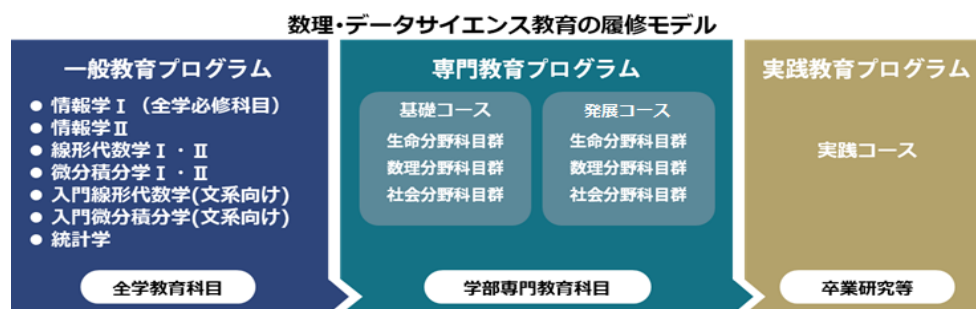 数理・データサイエンス教育の履修モデル
一般教育プログラム
● 情報学Ⅰ（全学必修科目）
● 情報学Ⅱ
● 線形代数学Ⅰ・Ⅱ
● 微分積分学Ⅰ・Ⅱ
● 入門線形代数学(文系向け)
● 入門微分積分学(文系向け)
● 統計学
全学教育科目
専門教育プログラム
基礎コース
生命分野科目群
数理分野科目群
社会分野科目群
発展コース
生命分野科目群
数理分野科目群
社会分野科目群
学部専門教育科目
実践教育プログラム
実践コース
卒業研究等